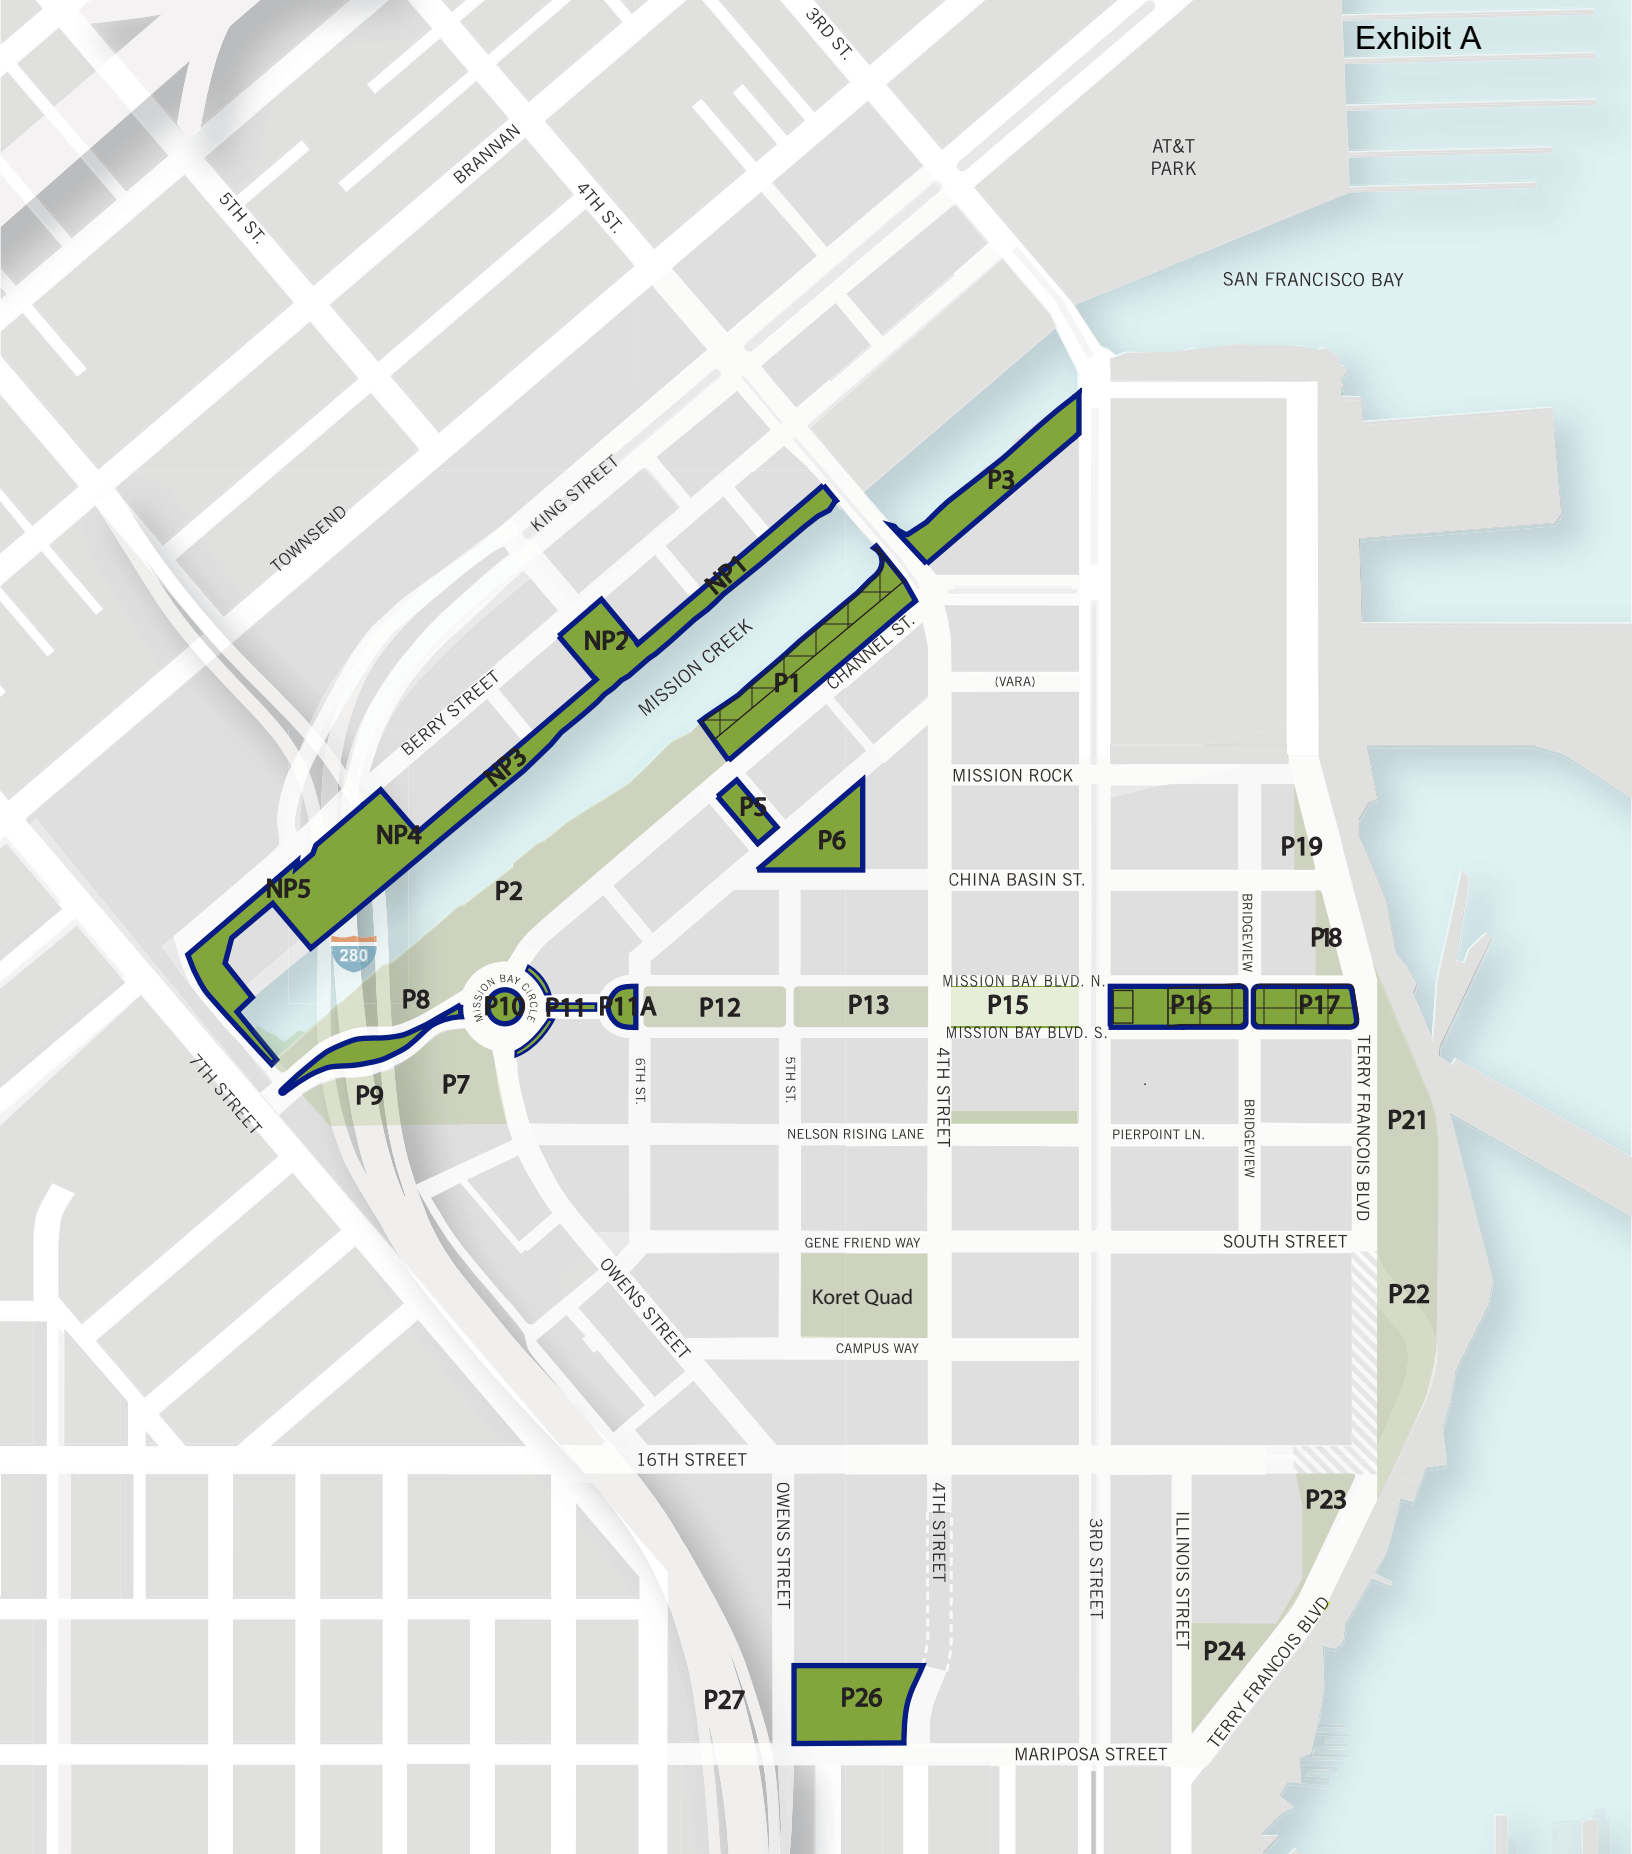 Exhibit A
3RD ST.
AT&T
PARK
BRANNAN
5TH ST.
4TH ST.
SAN FRANCISCO BAY
KING STREET
P3
TOWNSEND
NP1
NP2
MISSION CREEK
CHANNEL ST.
P1
(VARA)
BERRY STREET
NP3
MISSION ROCK
P5
NP4
P6
P19
CHINA BASIN ST.
NP5
P2
BRIDGEVIEW
P18
280
MISSION BAY BLVD. N.
P8
MISSION BAY CIRCLE
P10
P11
P11A
P12
P13
P15
P16
P17
MISSION BAY BLVD. S.
7TH STREET
P9
P7
6TH ST.
5TH ST.
4TH STREET
BRIDGEVIEW
TERRY FRANCOIS BLVD
P21
NELSON RISING LANE
PIERPOINT LN.
GENE FRIEND WAY
SOUTH STREET
OWENS STREET
Koret Quad
P22
CAMPUS WAY
16TH STREET
OWENS STREET
4TH STREET
3RD STREET
ILLINOIS STREET
P23
P24
TERRY FRANCOIS BLVD
P27
P26
MARIPOSA STREET